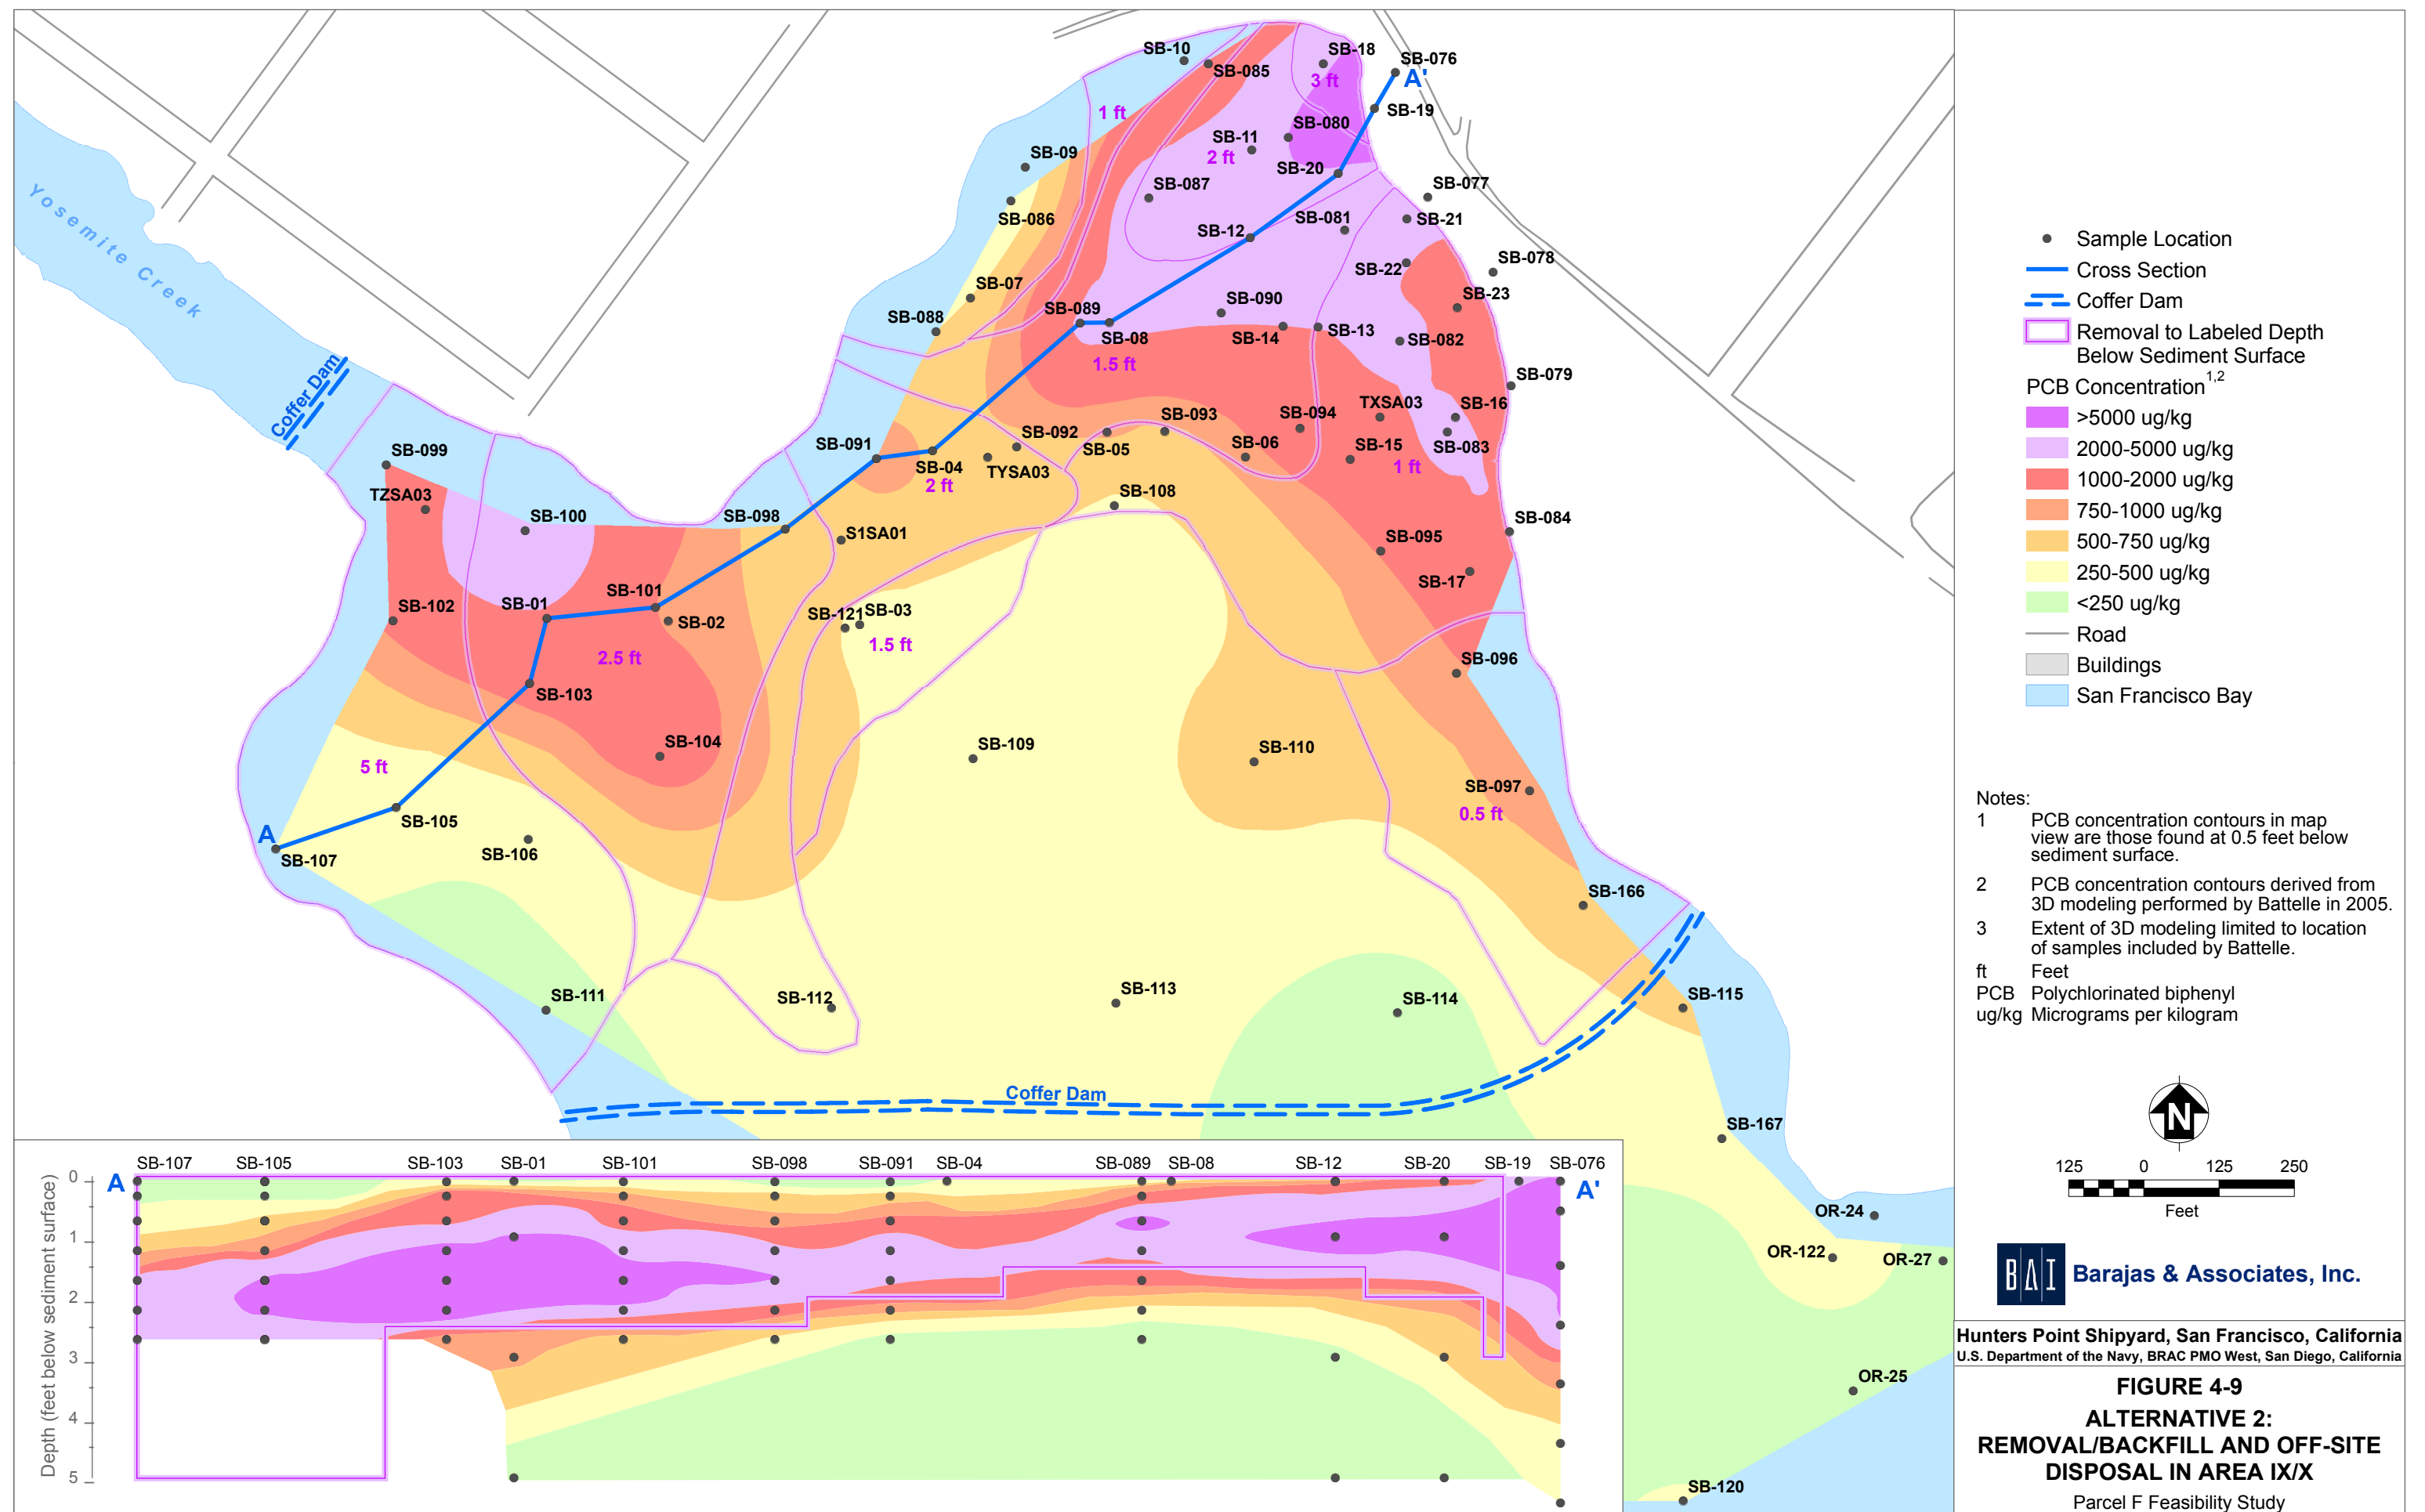 SB-10
SB-085
SB-18
3 ft
SB-076
A'
SB-19
1 ft
SB-080
SB-11
2 ft
SB-20
SB-09
SB-087
SB-077
SB-086
SB-081
SB-21
SB-12
Yosemite Creek
SB-22
SB-078
SB-07
SB-23
SB-090
SB-088
SB-089
SB-08
SB-14
SB-13
SB-082
1.5 ft
Coffer Dam
SB-079
TXSA03
SB-16
SB-093
SB-094
SB-091
SB-092
SB-05
SB-06
SB-15
SB-083
1 ft
SB-099
SB-04
TYSA03
2 ft
TZSA03
SB-108
SB-100
SB-098
S1SA01
SB-084
SB-095
SB-17
SB-101
SB-102
SB-01
SB-02
SB-121
SB-03
1.5 ft
2.5 ft
SB-096
SB-103
SB-104
SB-109
SB-110
5 ft
SB-097
0.5 ft
SB-105
A
SB-107
SB-106
SB-166
SB-111
SB-112
SB-113
SB-114
SB-115
Coffer Dam
SB-167
OR-24
OR-122
OR-27
OR-25
SB-120
Depth (feet below sediment surface)
0
1
2
3
4
5
A
SB-107
SB-105
SB-103
SB-01
SB-101
SB-098
SB-091
SB-04
SB-089
SB-08
SB-12
SB-20
SB-19
SB-076
A'
Sample Location
Cross Section
Coffer Dam
Removal to Labeled Depth
Below Sediment Surface
PCB Concentration1,2
>5000 ug/kg
2000-5000 ug/kg
1000-2000 ug/kg
750-1000 ug/kg
500-750 ug/kg
250-500 ug/kg
<250 ug/kg
Road
Buildings
San Francisco Bay
Notes:
1 PCB concentration contours in map
view are those found at 0.5 feet below
sediment surface.
2 PCB concentration contours derived from
3D modeling performed by Battelle in 2005.
3 Extent of 3D modeling limited to location
of samples included by Battelle.
ft Feet
PCB Polychlorinated biphenyl
ug/kg Micrograms per kilogram
N
125 0 125 250
Feet
BAI Barajas & Associates, Inc.
Hunters Point Shipyard, San Francisco, California
U.S. Department of the Navy, BRAC PMO West, San Diego, California
FIGURE 4-9
ALTERNATIVE 2:
REMOVAL/BACKFILL AND OFF-SITE
DISPOSAL IN AREA IX/X
Parcel F Feasibility Study